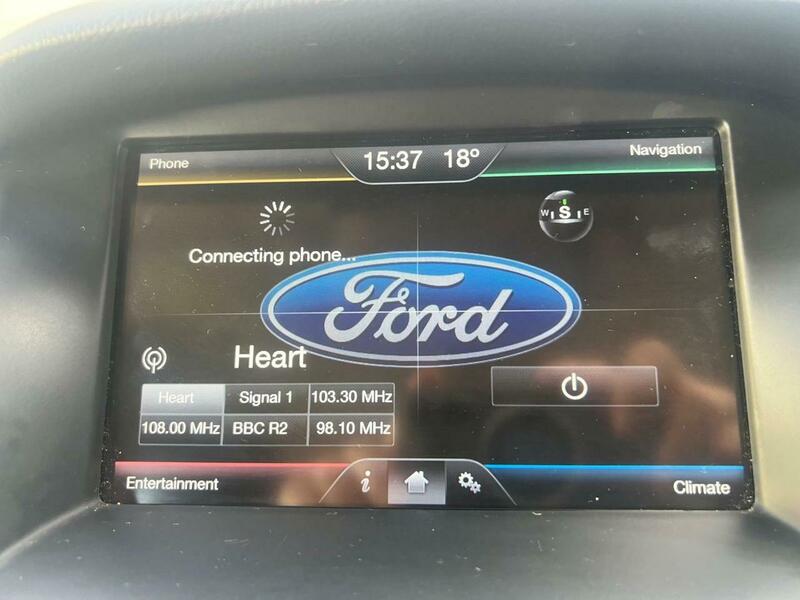 Phone
15:37 18°
Navigation
W S E
Connecting phone...
Ford
Heart
Heart Signal 1 103.30 MHz
108.00 MHz BBC R2 98.10 MHz
Entertainment
i
Climate